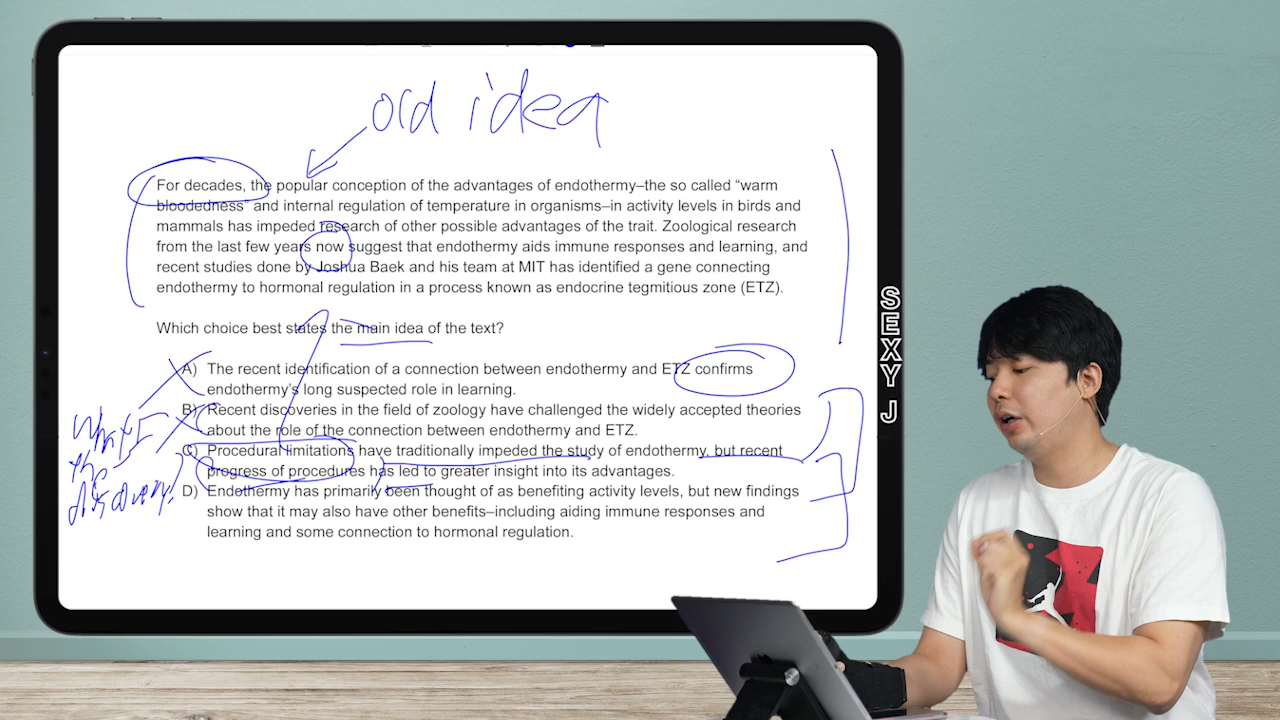 old idea
For decades, the popular conception of the advantages of endothermy–the so called “warm
bloodedness” and internal regulation of temperature in organisms–in activity levels in birds and
mammals has impeded research of other possible advantages of the trait. Zoological research
from the last few years now suggest that endothermy aids immune responses and learning, and
recent studies done by Joshua Baek and his team at MIT has identified a gene connecting
endothermy to hormonal regulation in a process known as endocrine tegmitious zone (ETZ).
Which choice best states the main idea of the text?
A) The recent identification of a connection between endothermy and ETZ confirms
endothermy’s long suspected role in learning.
B) Recent discoveries in the field of zoology have challenged the widely accepted theories
about the role of the connection between endothermy and ETZ.
C) Procedural limitations have traditionally impeded the study of endothermy, but recent
progress of procedures has led to greater insight into its advantages.
D) Endothermy has primarily been thought of as benefiting activity levels, but new findings
show that it may also have other benefits–including aiding immune responses and
learning and some connection to hormonal regulation.
discovery
SEXY J